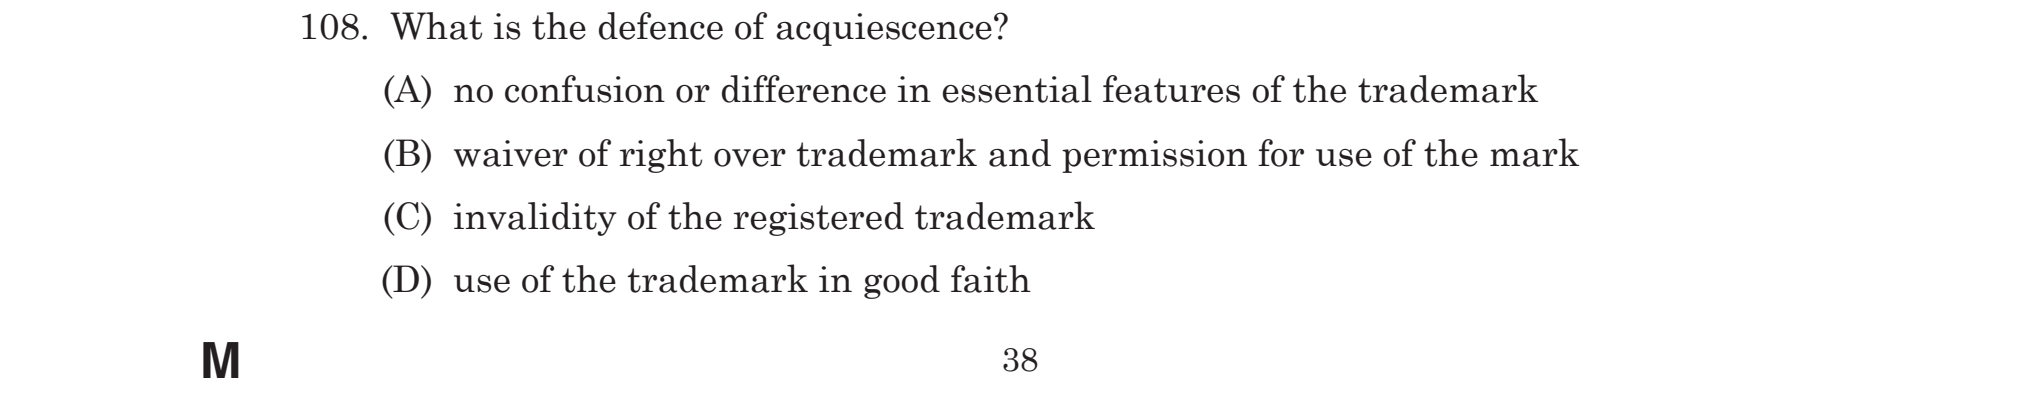 108. What is the defence of acquiescence?
(A) no confusion or difference in essential features of the trademark
(B) waiver of right over trademark and permission for use of the mark
(C) invalidity of the registered trademark
(D) use of the trademark in good faith
M 38